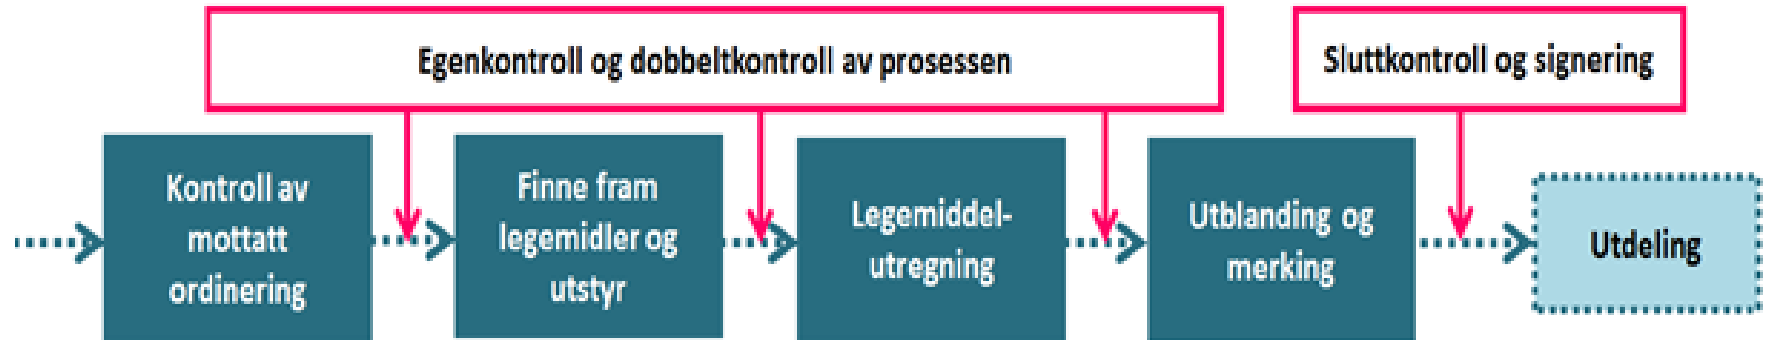 Egenkontroll og dobbeltkontroll av prosessen
Sluttkontroll og signering
Kontroll av
mottatt
ordinering
Finne fram
legemidler og
utstyr
Legemiddel-
utregning
Utblanding og
merking
Utdeling